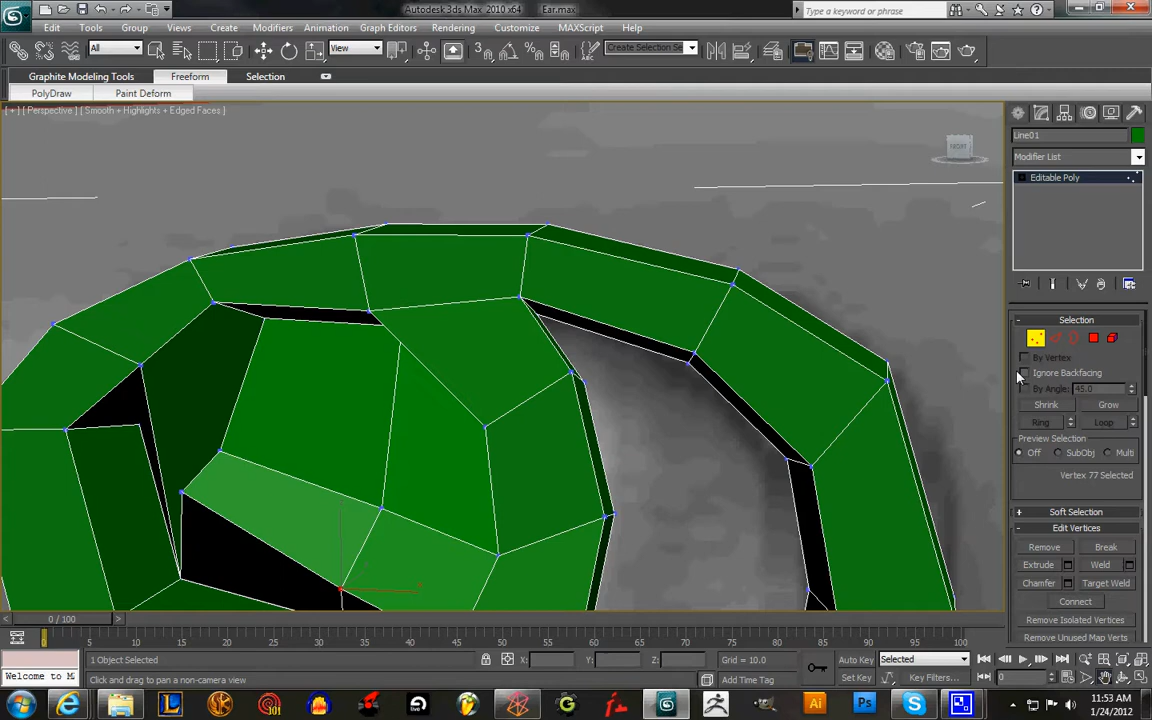 Autodesk 3ds Max 2010 x64 Ear.max
Type a keyword or phrase
Edit Tools Group Views Create Modifiers Animation Graph Editors Rendering Customize MAXScript Help
All View Create Selection Se
Graphite Modeling Tools Freeform Selection
PolyDraw Paint Deform
[ + ] [ Perspective ] [ Smooth + Highlights + Edged Faces ]
RIGHT
Line01
Modifier List
Editable Poly
Selection
By Vertex
Ignore Backfacing
By Angle: 45.0
Shrink Grow
Ring Loop
Preview Selection
Off SubObj Multi
Vertex 77 Selected
Soft Selection
Edit Vertices
Remove Break
Extrude Weld
Chamfer Target Weld
Connect
Remove Isolated Vertices
Remove Unused Map Verts
0 / 100
0 5 10 15 20 25 30 35 40 45 50 55 60 65 70 75 80 85 90 95 100
1 Object Selected X: Y: Z: Grid = 10.0 Auto Key Selected
Welcome to M Click and drag to pan a non-camera view Add Time Tag Set Key Key Filters... 0
11:53 AM
1/24/2012